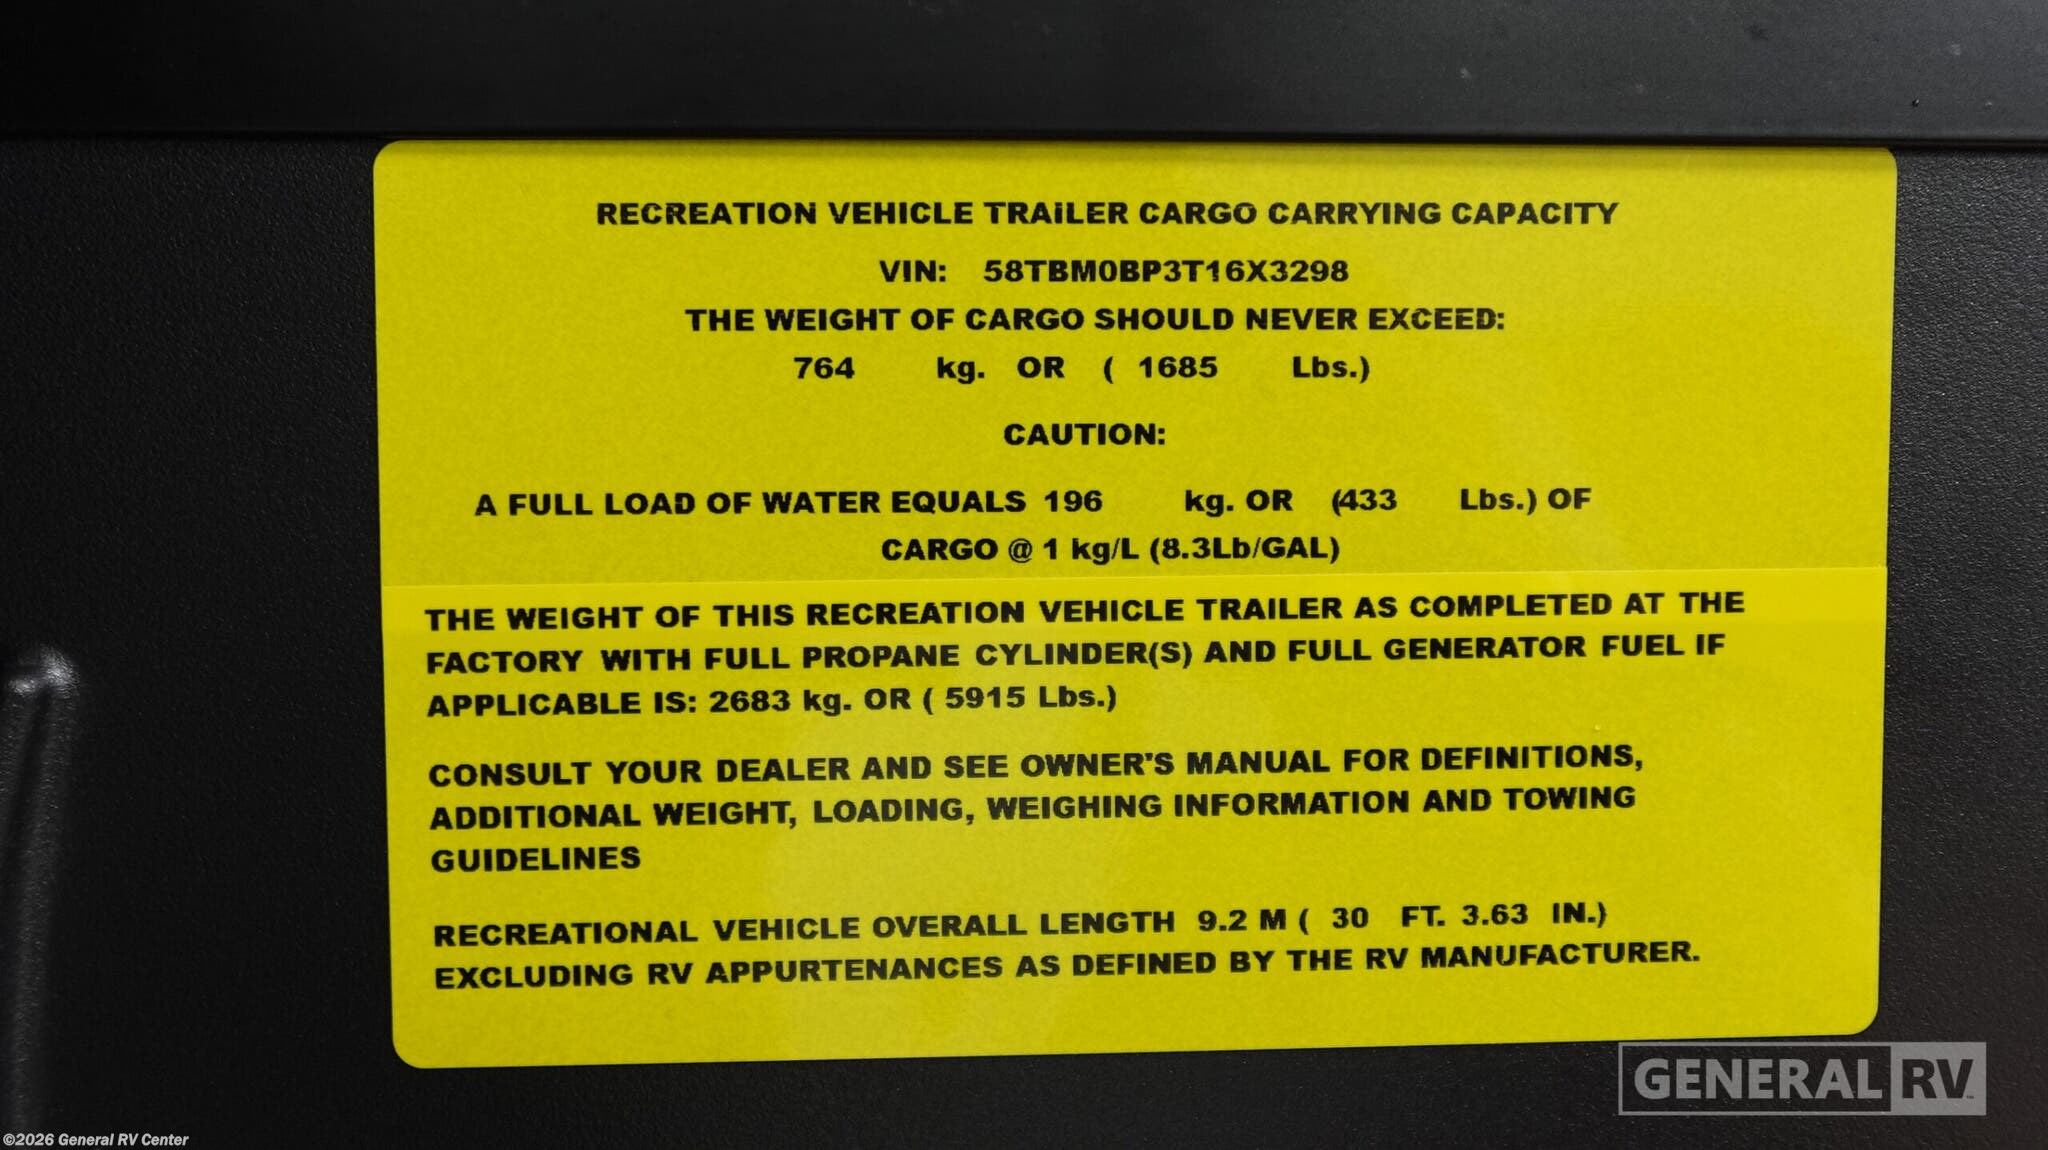 RECREATION VEHICLE TRAILER CARGO CARRYING CAPACITY
VIN: 58TBM0BP3T16X3298
THE WEIGHT OF CARGO SHOULD NEVER EXCEED:
764 kg. OR ( 1685 Lbs.)
CAUTION:
A FULL LOAD OF WATER EQUALS 196 kg. OR (433 Lbs.) OF
CARGO @ 1 kg/L (8.3Lb/GAL)
THE WEIGHT OF THIS RECREATION VEHICLE TRAILER AS COMPLETED AT THE
FACTORY WITH FULL PROPANE CYLINDER(S) AND FULL GENERATOR FUEL IF
APPLICABLE IS: 2683 kg. OR ( 5915 Lbs.)
CONSULT YOUR DEALER AND SEE OWNER'S MANUAL FOR DEFINITIONS,
ADDITIONAL WEIGHT, LOADING, WEIGHING INFORMATION AND TOWING
GUIDELINES
RECREATIONAL VEHICLE OVERALL LENGTH 9.2 M ( 30 FT. 3.63 IN.)
EXCLUDING RV APPURTENANCES AS DEFINED BY THE RV MANUFACTURER.
GENERAL RV
©2026 General RV Center